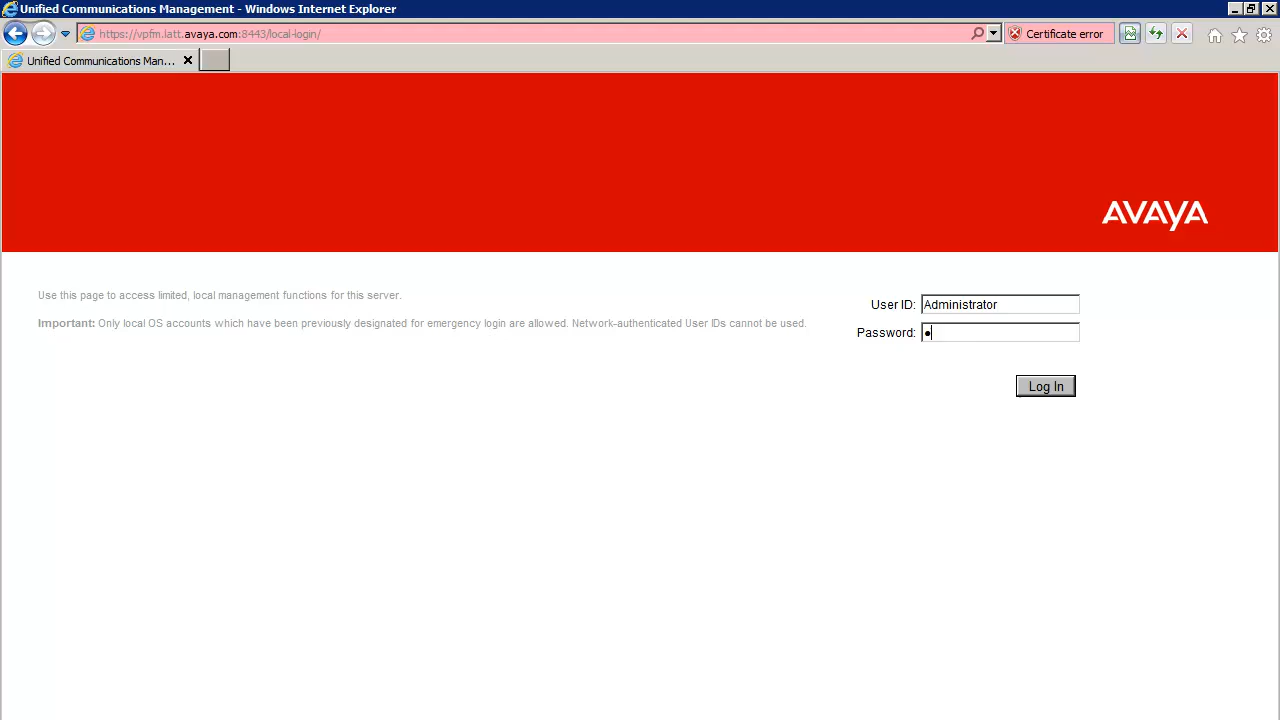 Unified Communications Management - Windows Internet Explorer
https://vpfm.latt.avaya.com:8443/local-login/
Certificate error
Unified Communications Man...
AVAYA
Use this page to access limited, local management functions for this server.
Important: Only local OS accounts which have been previously designated for emergency login are allowed. Network-authenticated User IDs cannot be used.
User ID: Administrator
Password: ●
Log In